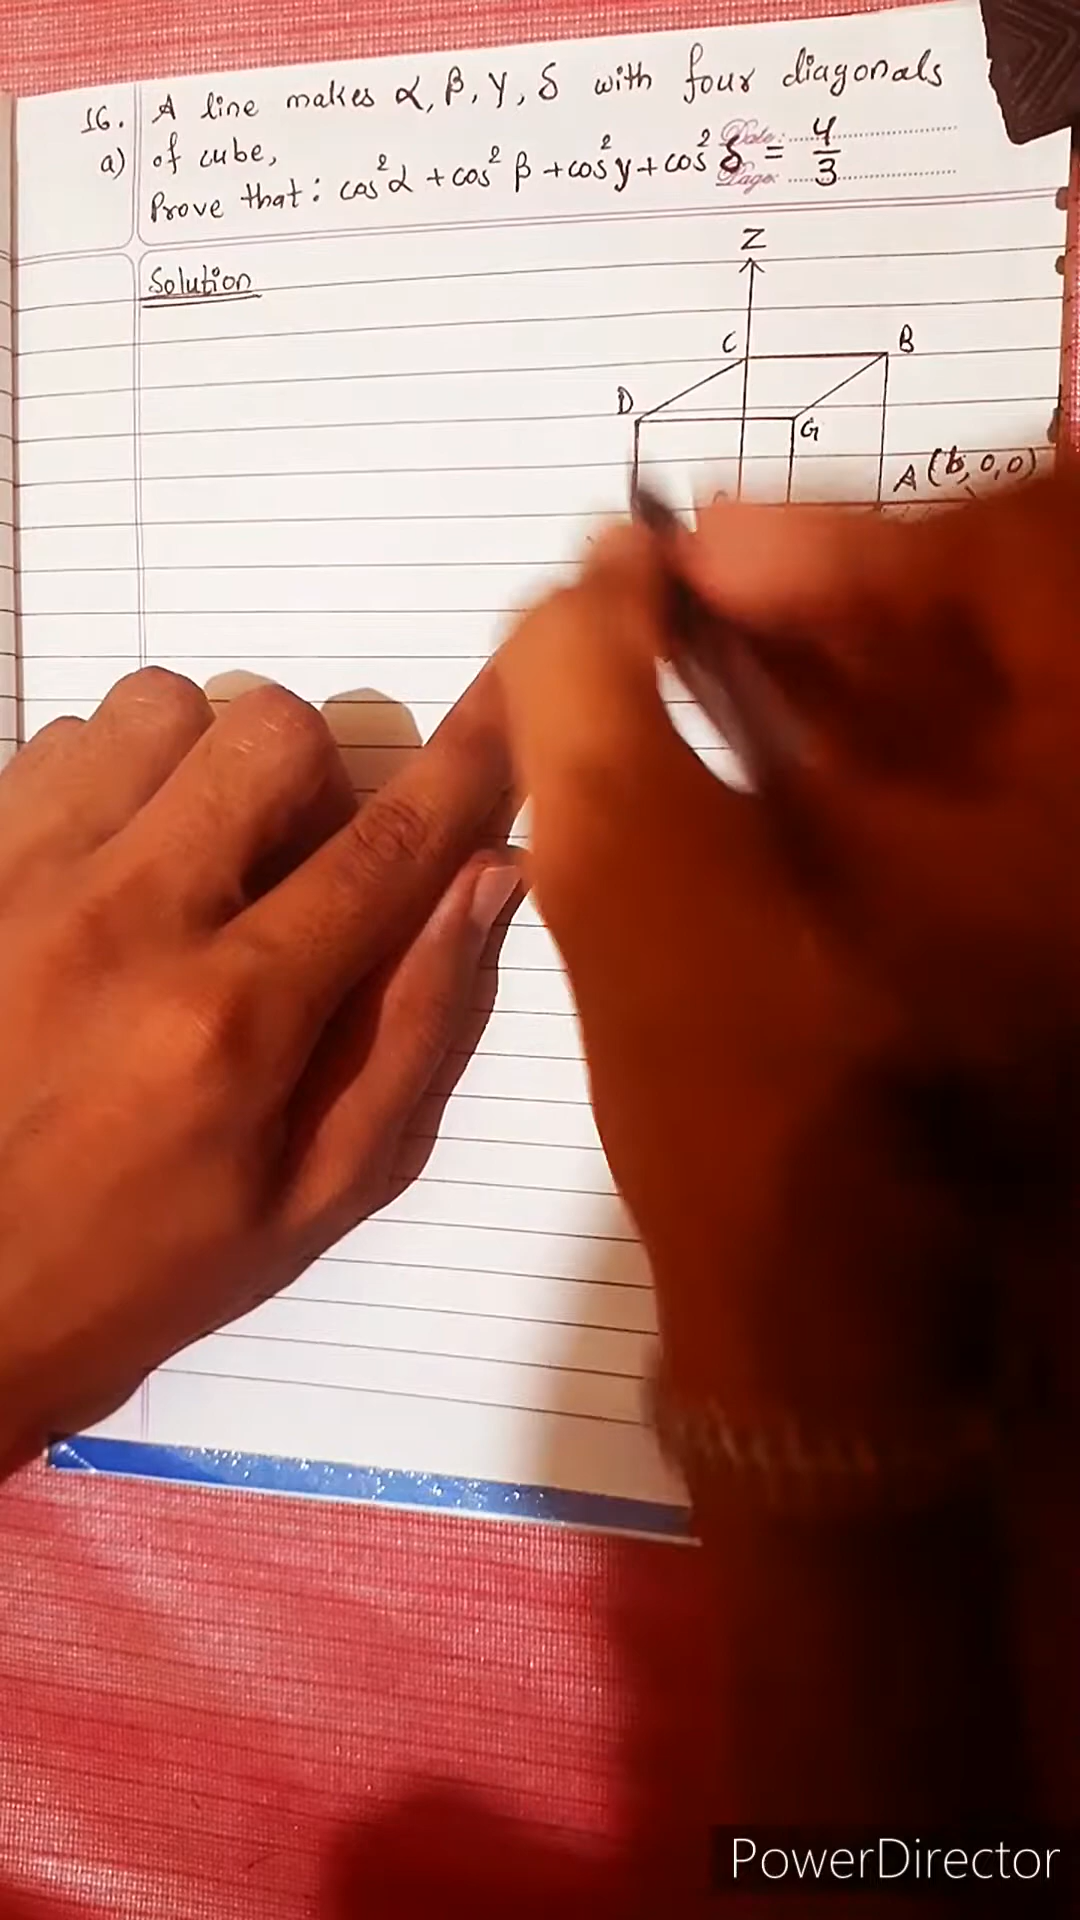 16. A line makes α, β, γ, δ with four diagonals
a) of cube,
Prove that : cos²α + cos²β + cos²γ + cos²δ = 4/3
Date:
Page:
Solution
Z
C
B
D
G
A (b, 0, 0)
PowerDirector